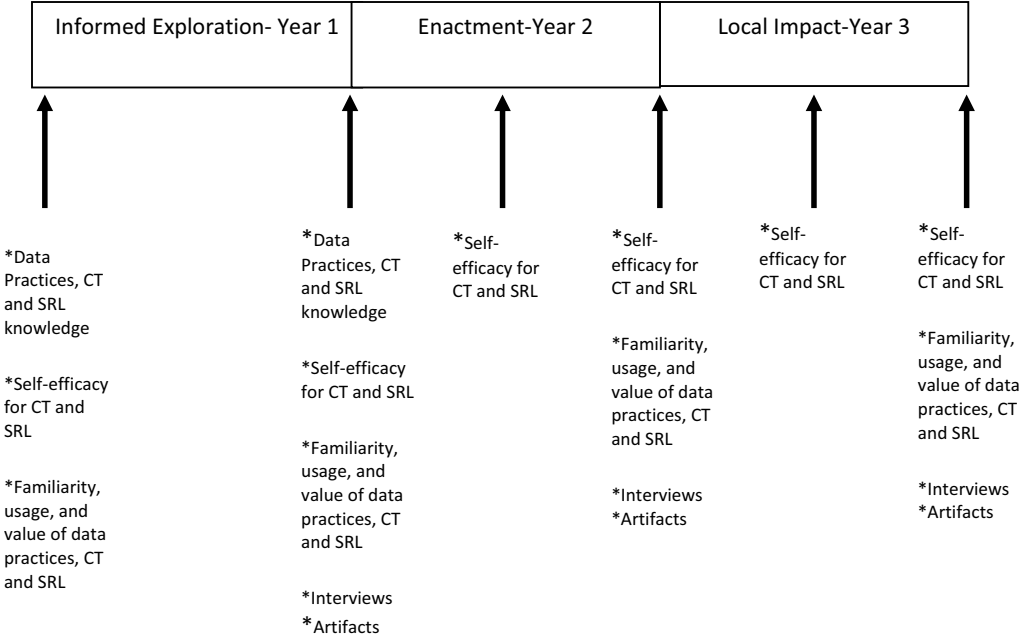 Informed Exploration- Year 1
Enactment-Year 2
Local Impact-Year 3
*Data
Practices, CT
and SRL
knowledge
*Self-efficacy
for CT and
SRL
*Familiarity,
usage, and
value of data
practices, CT
and SRL
*Data
Practices, CT
and SRL
knowledge
*Self-efficacy
for CT and SRL
*Familiarity,
usage, and
value of data
practices, CT
and SRL
*Interviews
*Artifacts
*Self-
efficacy for
CT and SRL
*Self-
efficacy for
CT and SRL
*Familiarity,
usage, and
value of data
practices, CT
and SRL
*Interviews
*Artifacts
*Self-
efficacy for
CT and SRL
*Self-
efficacy for
CT and SRL
*Familiarity,
usage, and
value of data
practices, CT
and SRL
*Interviews
*Artifacts